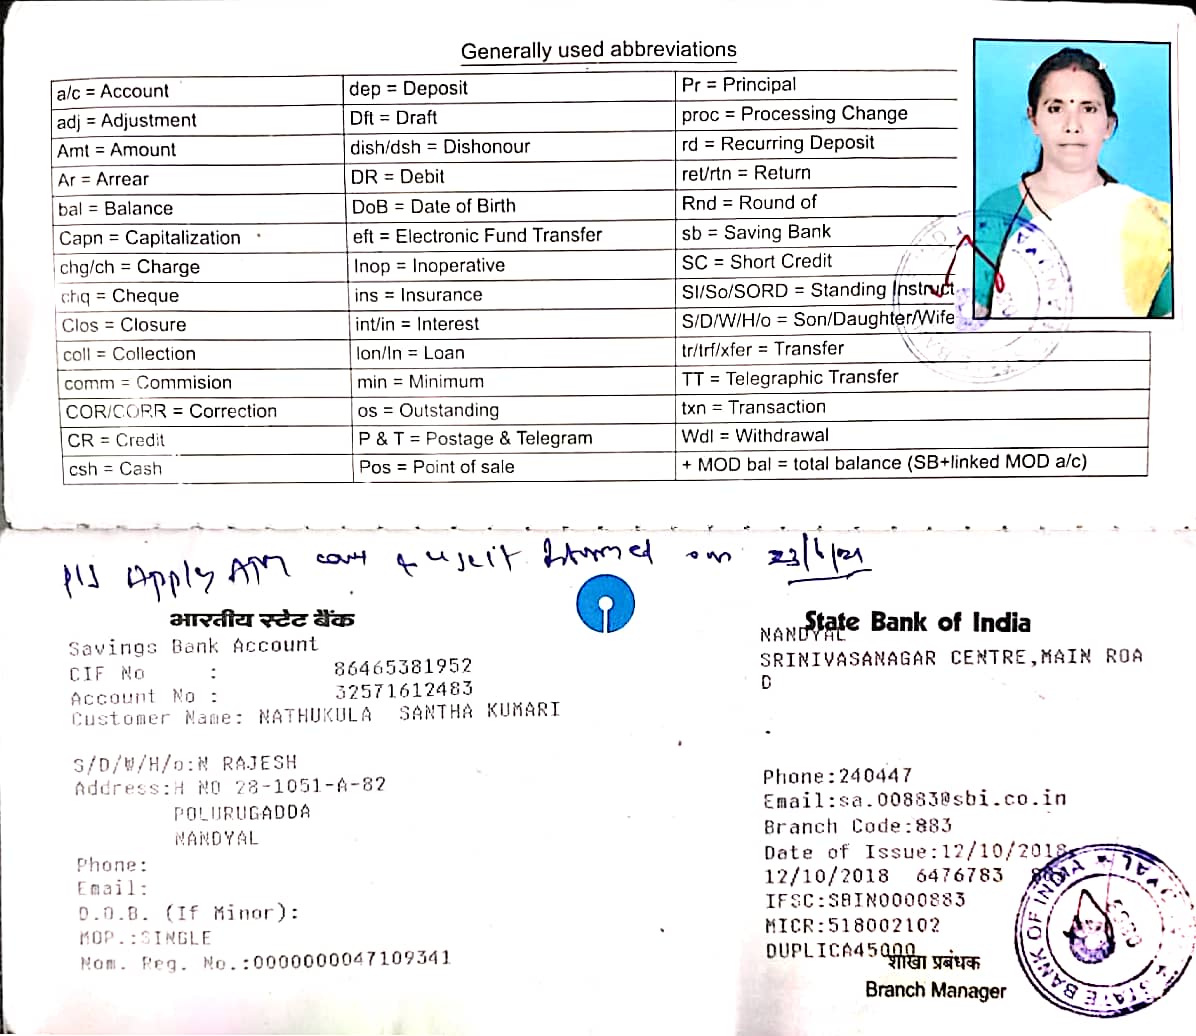 Generally used abbreviations
a/c = Account
adj = Adjustment
Amt = Amount
Ar = Arrear
bal = Balance
Capn = Capitalization
chg/ch = Charge
chq = Cheque
Clos = Closure
coll = Collection
comm = Commision
COR/CORR = Correction
CR = Credit
csh = Cash
dep = Deposit
Dft = Draft
dish/dsh = Dishonour
DR = Debit
DoB = Date of Birth
eft = Electronic Fund Transfer
Inop = Inoperative
ins = Insurance
int/in = Interest
lon/ln = Loan
min = Minimum
os = Outstanding
P & T = Postage & Telegram
Pos = Point of sale
Pr = Principal
proc = Processing Change
rd = Recurring Deposit
ret/rtn = Return
Rnd = Round of
sb = Saving Bank
SC = Short Credit
SI/So/SORD = Standing Instruct
S/D/W/H/o = Son/Daughter/Wife
tr/trf/xfer = Transfer
TT = Telegraphic Transfer
txn = Transaction
Wdl = Withdrawal
+ MOD bal = total balance (SB+linked MOD a/c)
Pls Apply ATM on
भारतीय स्टेट बैंक
Savings Bank Account
CIF No : 86465381952
Account No : 32571612483
Customer Name: NATHUKULA SANTHA KUMARI
S/D/W/H/o:N RAJESH
Address:H NO 28-1051-A-82
POLURUGADDA
NANDYAL
Phone:
Email:
D.O.B. (If Minor):
MOP.:SINGLE
Nom. Reg. No.:0000000047109341
State Bank of India
NANDYAL
SRINIVASANAGAR CENTRE,MAIN ROA
D
Phone:240447
Email:sa.00883@sbi.co.in
Branch Code:883
Date of Issue:12/10/2018
12/10/2018 6476783
IFSC:SBIN0000883
MICR:518002102
DUPLICA45000
शाखा प्रबंधक
Branch Manager
STATE BANK OF INDIA